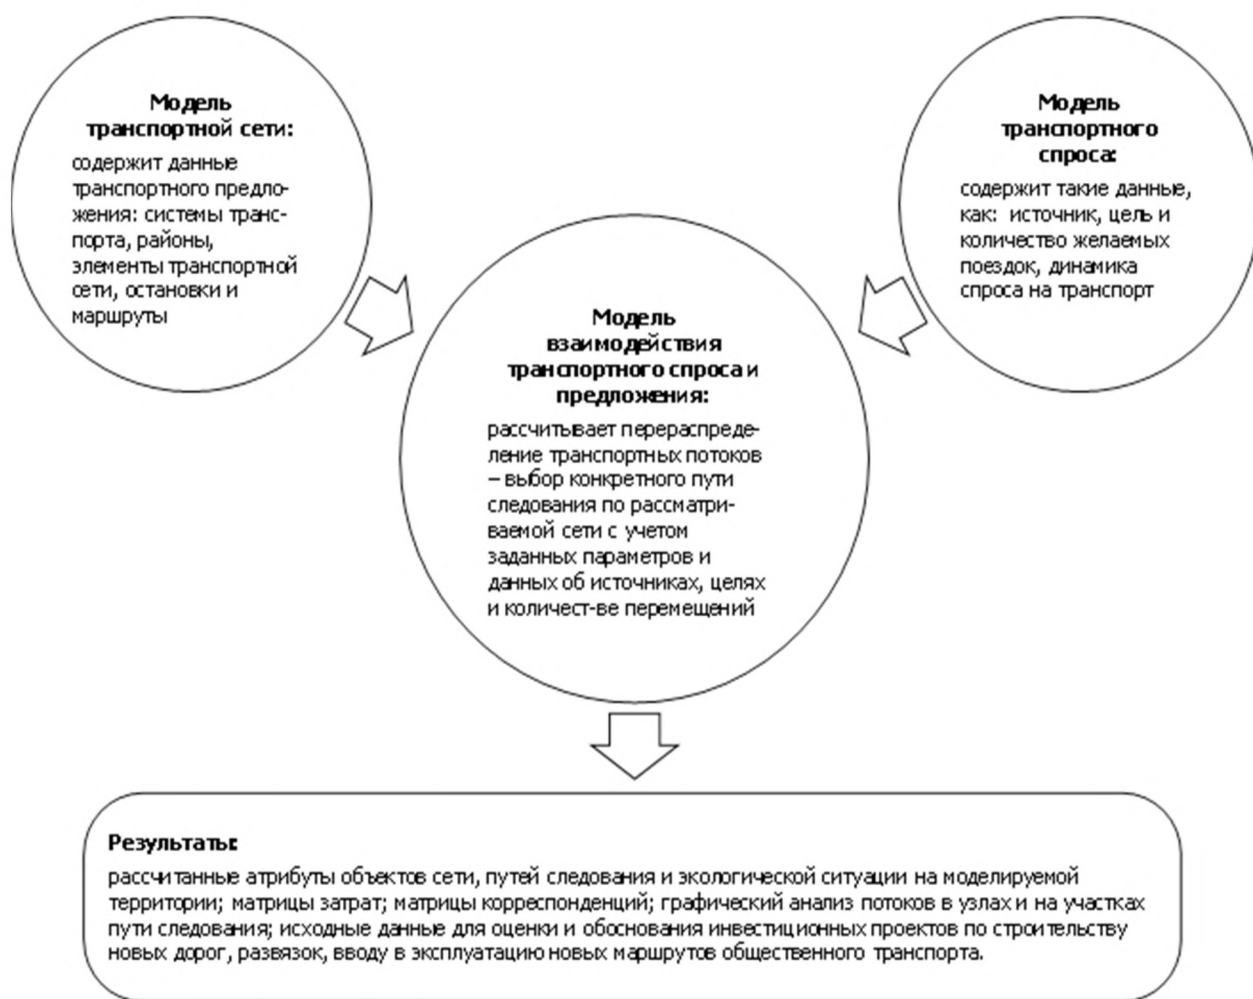 Модель
транспортной сети:
содержит данные
транспортного предло-
жения: системы транс-
порта, районы,
элементы транспортной
сети, остановки и
маршруты
Модель
транспортного
спроса:
содержит такие данные,
как: источник, цель и
количество желаемых
поездок, динамика
спроса на транспорт
Модель
взаимодействия
транспортного спроса и
предложения:
рассчитывает перераспреде-
ление транспортных потоков
– выбор конкретного пути
следования по рассматри-
ваемой сети с учетом
заданных параметров и
данных об источниках, целях
и количест-ве перемещений
Результаты:
рассчитанные атрибуты объектов сети, путей следования и экологической ситуации на моделируемой
территории; матрицы затрат; матрицы корреспонденций; графический анализ потоков в узлах и на участках
пути следования; исходные данные для оценки и обоснования инвестиционных проектов по строительству
новых дорог, развязок, вводу в эксплуатацию новых маршрутов общественного транспорта.